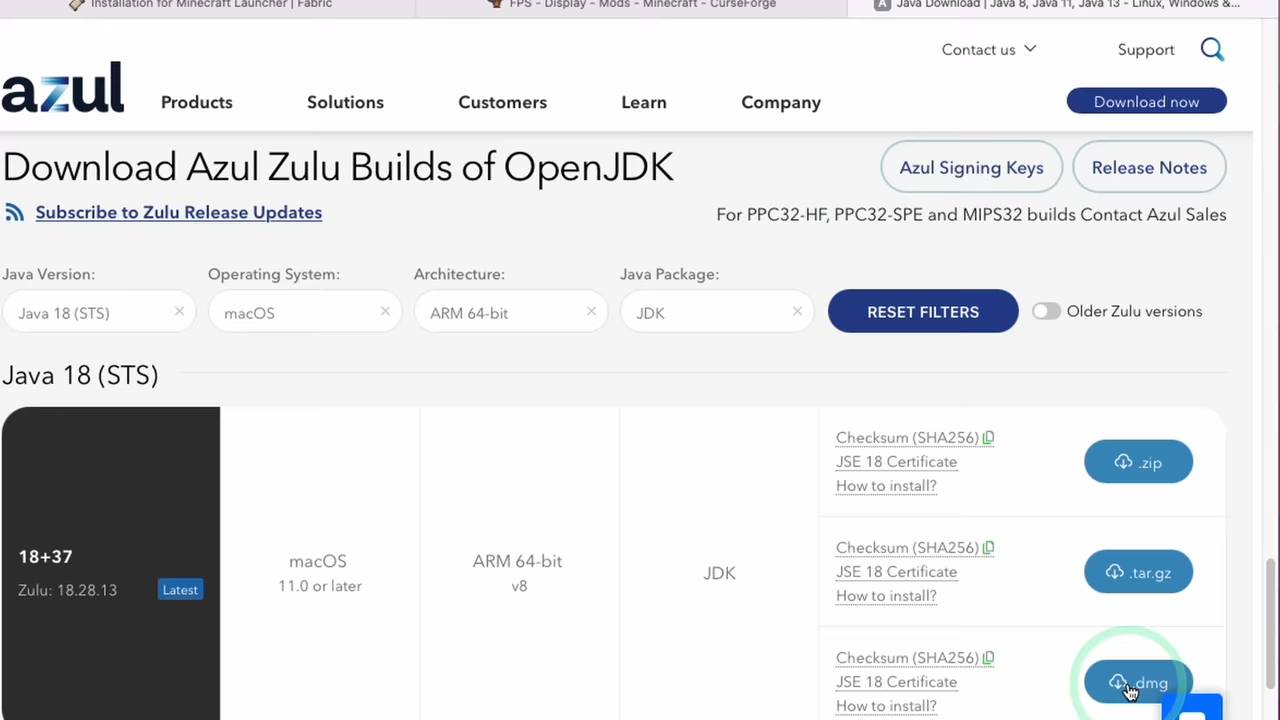 Installation for Minecraft Launcher | Fabric
FPS - Display - Mods - Minecraft - CurseForge
A
Java Download | Java 8, Java 11, Java 13 - Linux, Windows &...
Contact us
Support
azul
Products
Solutions
Customers
Learn
Company
Download now
Download Azul Zulu Builds of OpenJDK
Azul Signing Keys
Release Notes
Subscribe to Zulu Release Updates
For PPC32-HF, PPC32-SPE and MIPS32 builds Contact Azul Sales
Java Version:
Operating System:
Architecture:
Java Package:
Java 18 (STS) ×
macOS ×
ARM 64-bit ×
JDK ×
RESET FILTERS
Older Zulu versions
Java 18 (STS)
Checksum (SHA256)
JSE 18 Certificate
How to install?
.zip
18+37
Zulu: 18.28.13
Latest
macOS
11.0 or later
ARM 64-bit
v8
JDK
Checksum (SHA256)
JSE 18 Certificate
How to install?
.tar.gz
Checksum (SHA256)
JSE 18 Certificate
How to install?
.dmg